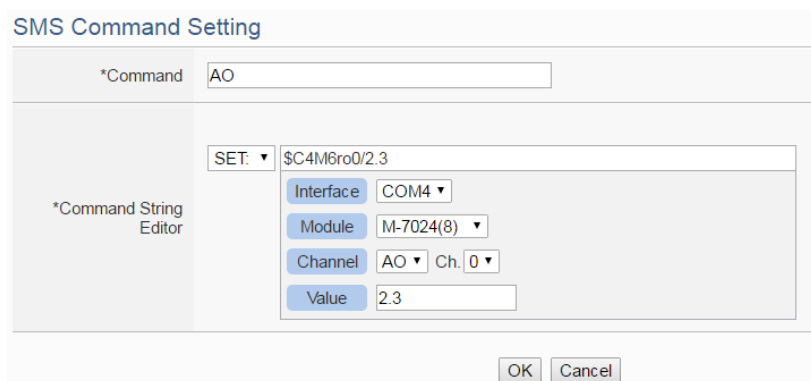 SMS Command Setting
*Command AO
SET: $C4M6ro0/2.3
*Command String Editor
Interface COM4
Module M-7024(8)
Channel AO Ch. 0
Value 2.3
OK Cancel